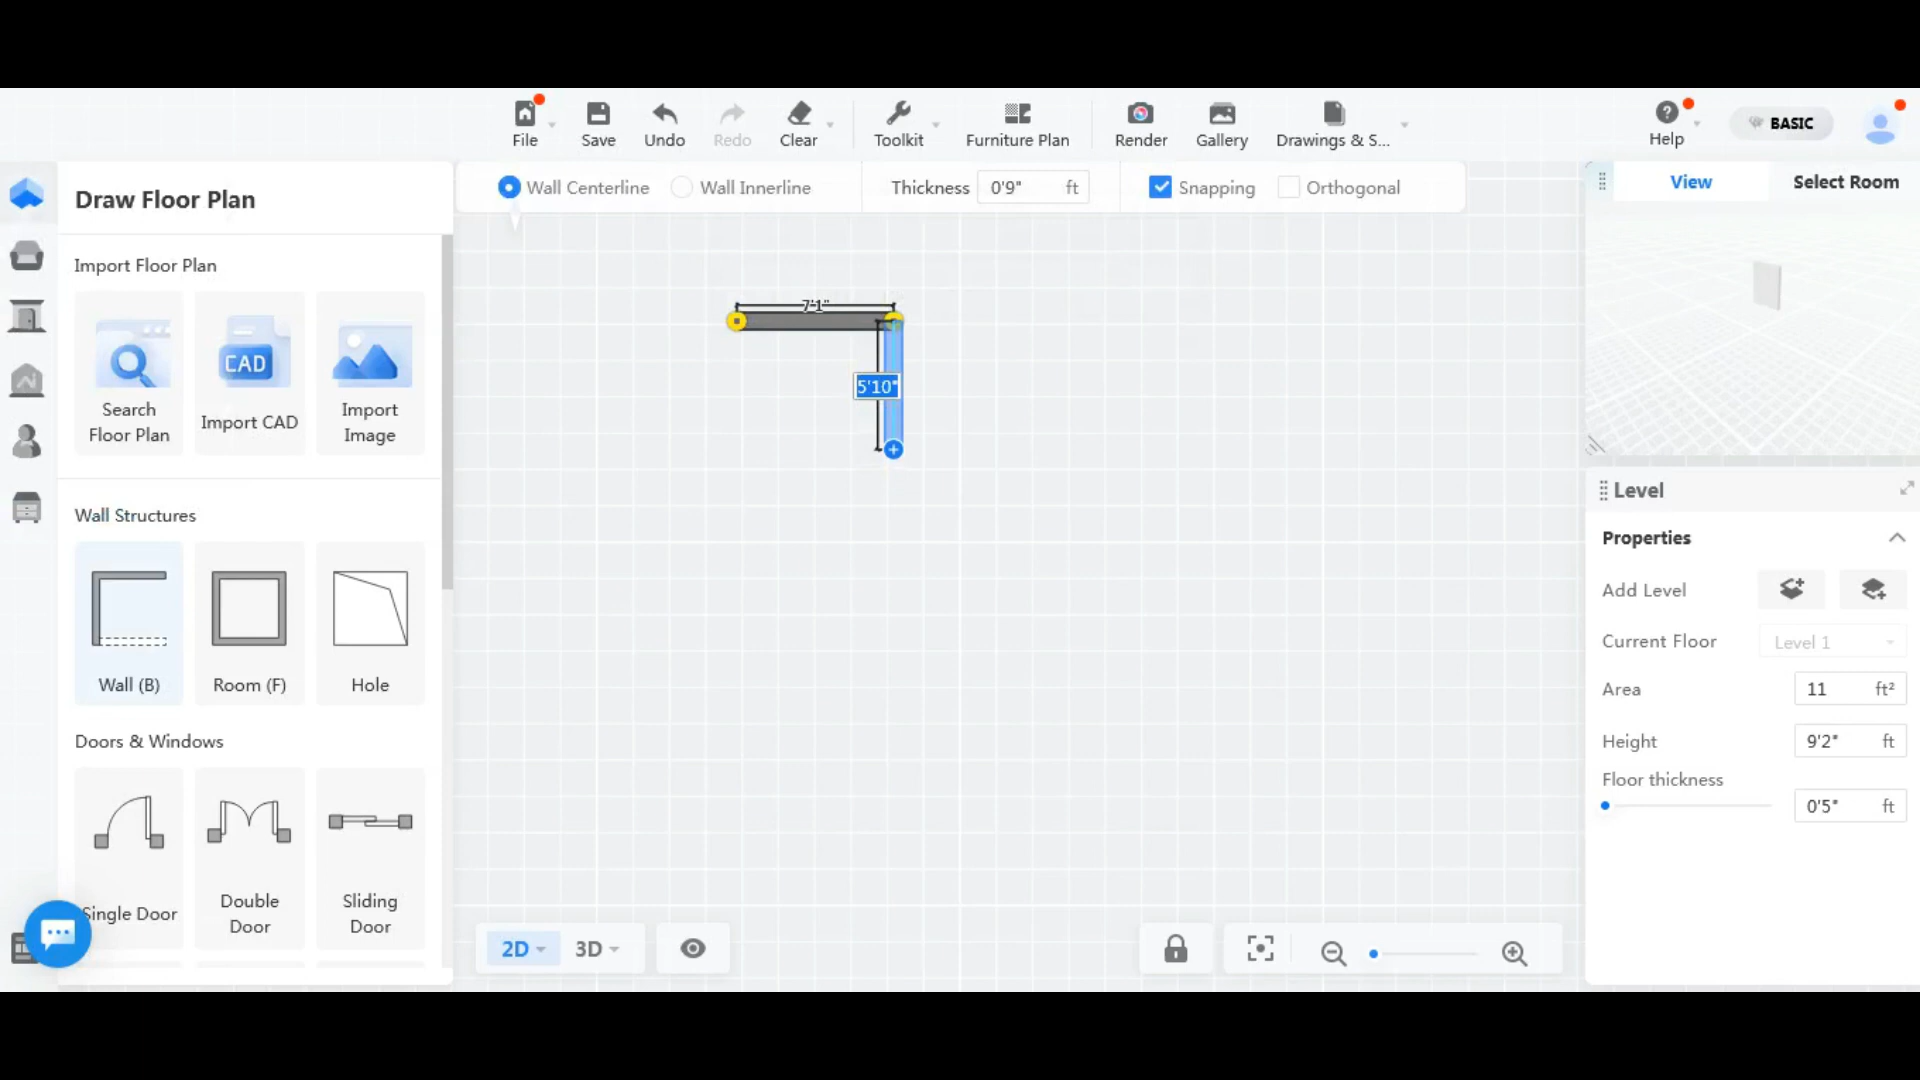 File
Save
Undo
Redo
Clear
Toolkit
Furniture Plan
Render
Gallery
Drawings & S...
Help
BASIC
Draw Floor Plan
Wall Centerline
Wall Innerline
Thickness
0'9"
ft
Snapping
Orthogonal
View
Select Room
Import Floor Plan
CAD
Search
Floor Plan
Import CAD
Import
Image
7'1"
5'10"
Wall Structures
Wall (B)
Room (F)
Hole
Doors & Windows
Single Door
Double
Door
Sliding
Door
2D
3D
Level
Properties
Add Level
Current Floor
Level 1
Area
11
ft²
Height
9'2"
ft
Floor thickness
0'5"
ft